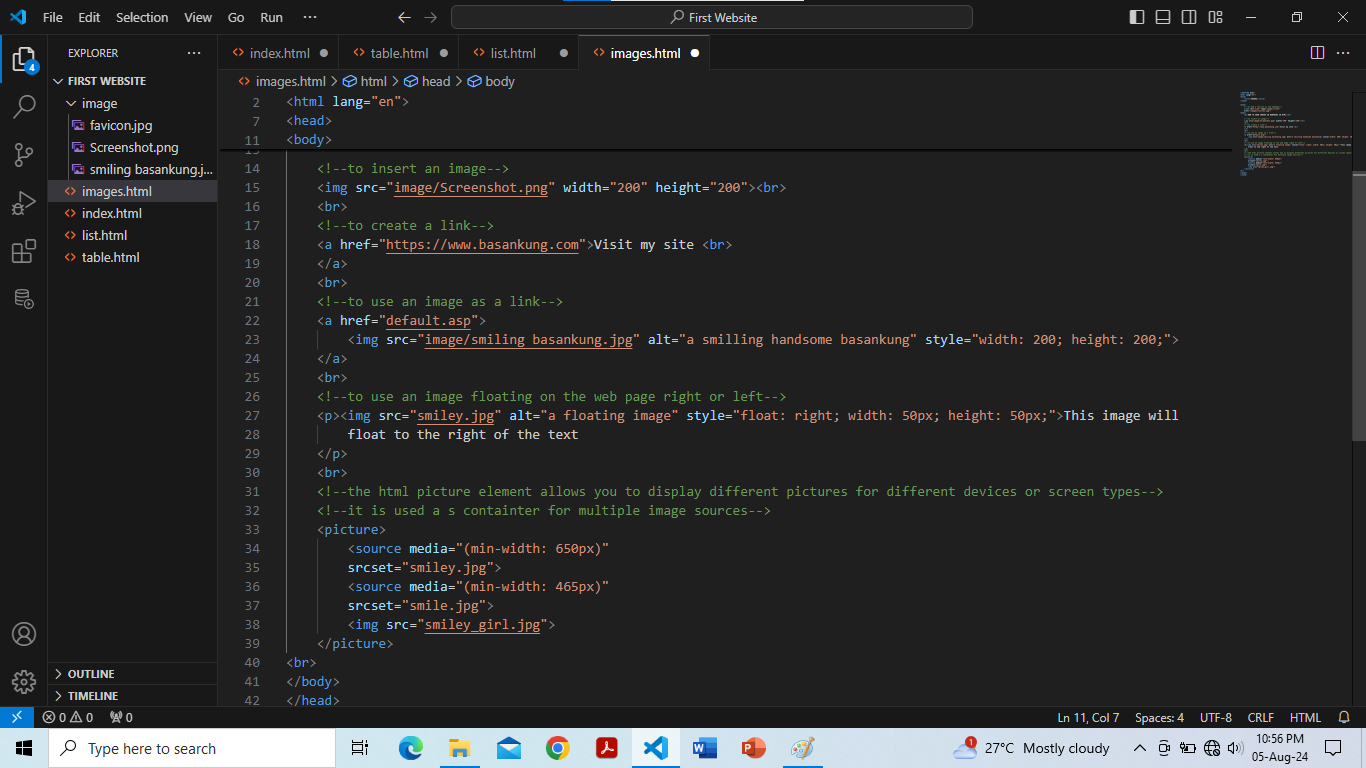 File Edit Selection View Go Run ··· First Website
EXPLORER ···
FIRST WEBSITE
image
favicon.jpg
Screenshot.png
smiling basankung.j...
images.html
index.html
list.html
table.html
OUTLINE
TIMELINE
4
index.html table.html list.html images.html
images.html > html > head > body
2 <html lang="en">
7 <head>
11 <body>
14 <!--to insert an image-->
15 <img src="image/Screenshot.png" width="200" height="200"><br>
16 <br>
17 <!--to create a link-->
18 <a href="https://www.basankung.com">Visit my site <br>
19 </a>
20 <br>
21 <!--to use an image as a link-->
22 <a href="default.asp">
23 <img src="image/smiling basankung.jpg" alt="a smilling handsome basankung" style="width: 200; height: 200;">
24 </a>
25 <br>
26 <!--to use an image floating on the web page right or left-->
27 <p><img src="smiley.jpg" alt="a floating image" style="float: right; width: 50px; height: 50px;">This image will
28 float to the right of the text
29 </p>
30 <br>
31 <!--the html picture element allows you to display different pictures for different devices or screen types-->
32 <!--it is used a s containter for multiple image sources-->
33 <picture>
34 <source media="(min-width: 650px)"
35 srcset="smiley.jpg">
36 <source media="(min-width: 465px)"
37 srcset="smile.jpg">
38 <img src="smiley_girl.jpg">
39 </picture>
40 <br>
41 </body>
42 </head>
0 0 0 Ln 11, Col 7 Spaces: 4 UTF-8 CRLF HTML
Type here to search 1 27°C Mostly cloudy 10:56 PM
05-Aug-24